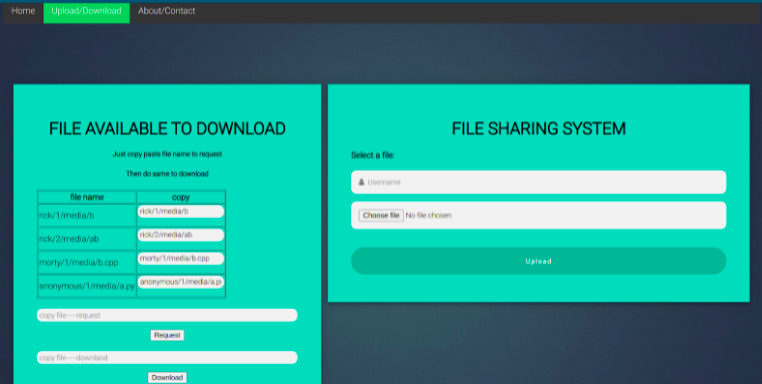 Home Upload/Download About/Contact
FILE AVAILABLE TO DOWNLOAD
Just copy paste file name to request
Then do same to download
file name copy
rick/1/media/b rick/1/media/b
rick/2/media/ab rick/2/media/ab
morty/1/media/b.cpp morty/1/media/b.cpp
anonymous/1/media/a.py anonymous/1/media/a.py
copy file----request
Request
copy file----downlaod
Download
FILE SHARING SYSTEM
Select a file:
Username
Choose file No file chosen
Upload